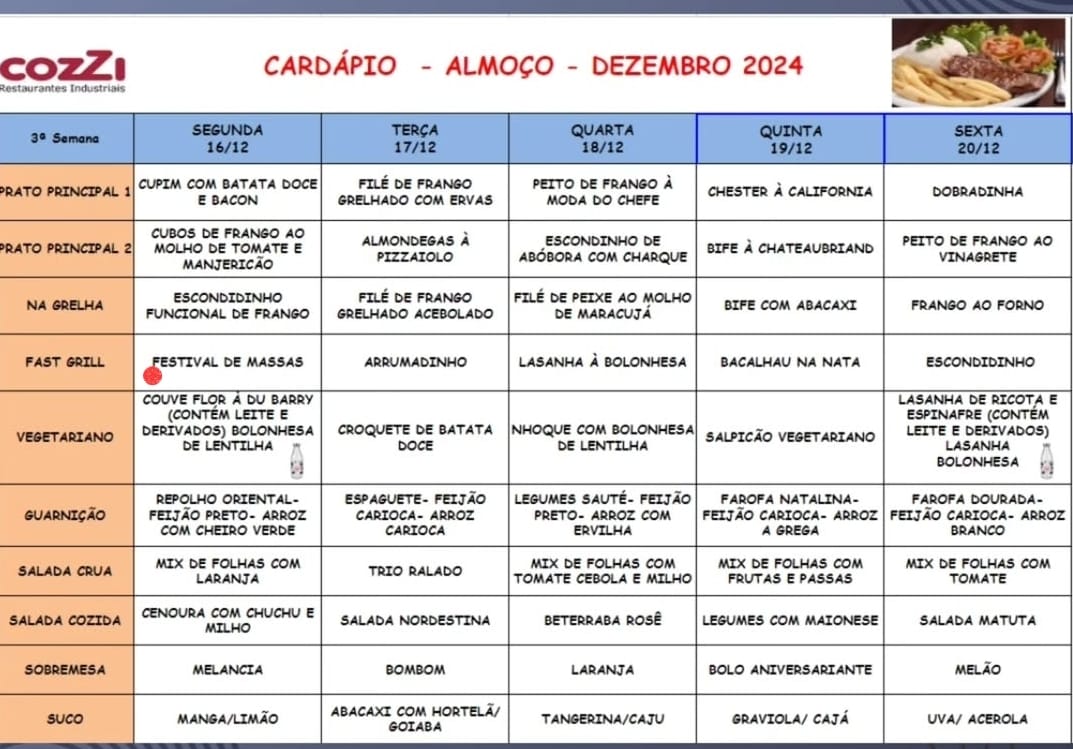 cozzi
Restaurantes Industriais
CARDÁPIO - ALMOÇO - DEZEMBRO 2024
3ª Semana
SEGUNDA
16/12
TERÇA
17/12
QUARTA
18/12
QUINTA
19/12
SEXTA
20/12
PRATO PRINCIPAL 1
CUPIM COM BATATA DOCE
E BACON
FILÉ DE FRANGO
GRELHADO COM ERVAS
PEITO DE FRANGO À
MODA DO CHEFE
CHESTER À CALIFORNIA
DOBRADINHA
PRATO PRINCIPAL 2
CUBOS DE FRANGO AO
MOLHO DE TOMATE E
MANJERICÃO
ALMONDEGAS À
PIZZAIOLO
ESCONDINHO DE
ABÓBORA COM CHARQUE
BIFE À CHATEAUBRIAND
PEITO DE FRANGO AO
VINAGRETE
NA GRELHA
ESCONDIDINHO
FUNCIONAL DE FRANGO
FILÉ DE FRANGO
GRELHADO ACEBOLADO
FILÉ DE PEIXE AO MOLHO
DE MARACUJÁ
BIFE COM ABACAXI
FRANGO AO FORNO
FAST GRILL
FESTIVAL DE MASSAS
ARRUMADINHO
LASANHA À BOLONHESA
BACALHAU NA NATA
ESCONDIDINHO
VEGETARIANO
COUVE FLOR À DU BARRY
(CONTÉM LEITE E
DERIVADOS) BOLONHESA
DE LENTILHA
CROQUETE DE BATATA
DOCE
NHOQUE COM BOLONHESA
DE LENTILHA
SALPICÃO VEGETARIANO
LASANHA DE RICOTA E
ESPINAFRE (CONTÉM
LEITE E DERIVADOS)
LASANHA
BOLONHESA
GUARNIÇÃO
REPOLHO ORIENTAL-
FEIJÃO PRETO- ARROZ
COM CHEIRO VERDE
ESPAGUETE- FEIJÃO
CARIOCA- ARROZ
CARIOCA
LEGUMES SAUTÉ- FEIJÃO
PRETO- ARROZ COM
ERVILHA
FAROFA NATALINA-
FEIJÃO CARIOCA- ARROZ
A GREGA
FAROFA DOURADA-
FEIJÃO CARIOCA- ARROZ
BRANCO
SALADA CRUA
MIX DE FOLHAS COM
LARANJA
TRIO RALADO
MIX DE FOLHAS COM
TOMATE CEBOLA E MILHO
MIX DE FOLHAS COM
FRUTAS E PASSAS
MIX DE FOLHAS COM
TOMATE
SALADA COZIDA
CENOURA COM CHUCHU E
MILHO
SALADA NORDESTINA
BETERRABA ROSÊ
LEGUMES COM MAIONESE
SALADA MATUTA
SOBREMESA
MELANCIA
BOMBOM
LARANJA
BOLO ANIVERSARIANTE
MELÃO
SUCO
MANGA/LIMÃO
ABACAXI COM HORTELÃ/
GOIABA
TANGERINA/CAJU
GRAVIOLA/ CAJÁ
UVA/ ACEROLA